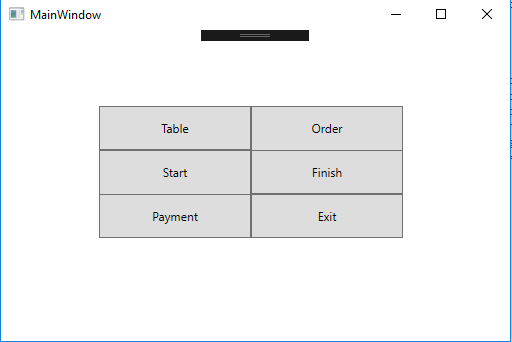 MainWindow
Table Order
Start Finish
Payment Exit